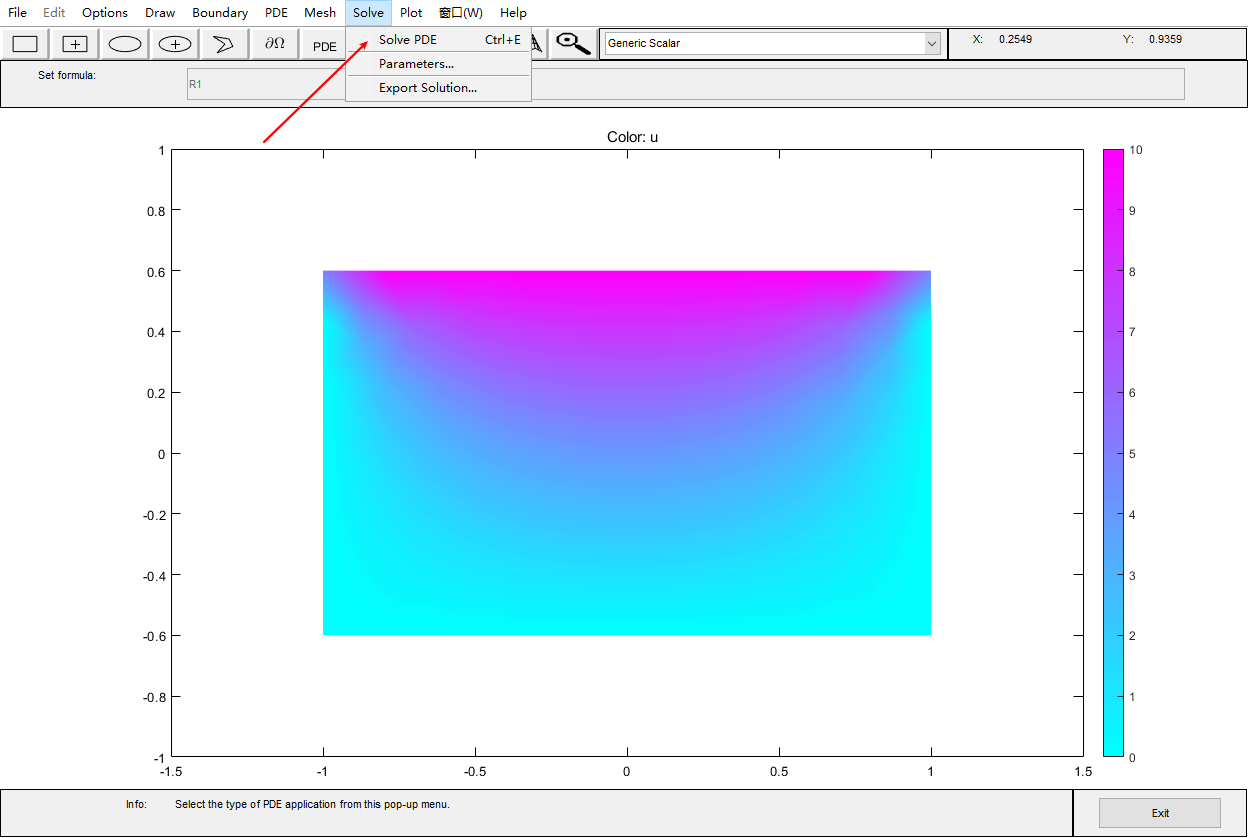 File Edit Options Draw Boundary PDE Mesh Solve Plot 窗口(W) Help
∂Ω PDE Generic Scalar X: 0.2549 Y: 0.9359
Solve PDE Ctrl+E
Parameters...
Export Solution...
Set formula: R1
Color: u
1
0.8
0.6
0.4
0.2
0
-0.2
-0.4
-0.6
-0.8
-1
-1.5 -1 -0.5 0 0.5 1 1.5
10
9
8
7
6
5
4
3
2
1
0
Info: Select the type of PDE application from this pop-up menu.
Exit